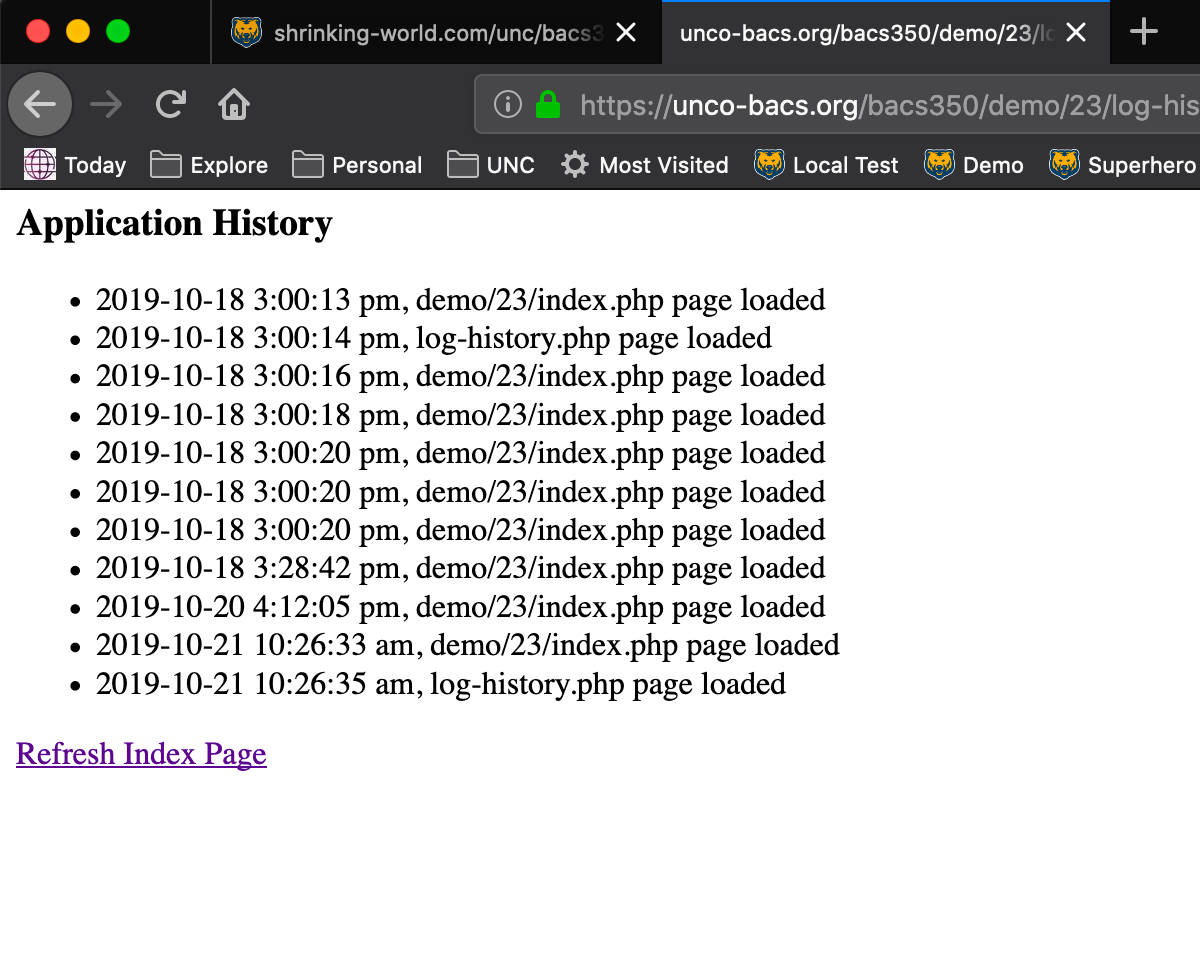 shrinking-world.com/unc/bacs3
unco-bacs.org/bacs350/demo/23/lo
https://unco-bacs.org/bacs350/demo/23/log-his
Today Explore Personal UNC Most Visited Local Test Demo Superhero
Application History
• 2019-10-18 3:00:13 pm, demo/23/index.php page loaded
• 2019-10-18 3:00:14 pm, log-history.php page loaded
• 2019-10-18 3:00:16 pm, demo/23/index.php page loaded
• 2019-10-18 3:00:18 pm, demo/23/index.php page loaded
• 2019-10-18 3:00:20 pm, demo/23/index.php page loaded
• 2019-10-18 3:00:20 pm, demo/23/index.php page loaded
• 2019-10-18 3:00:20 pm, demo/23/index.php page loaded
• 2019-10-18 3:28:42 pm, demo/23/index.php page loaded
• 2019-10-20 4:12:05 pm, demo/23/index.php page loaded
• 2019-10-21 10:26:33 am, demo/23/index.php page loaded
• 2019-10-21 10:26:35 am, log-history.php page loaded
Refresh Index Page